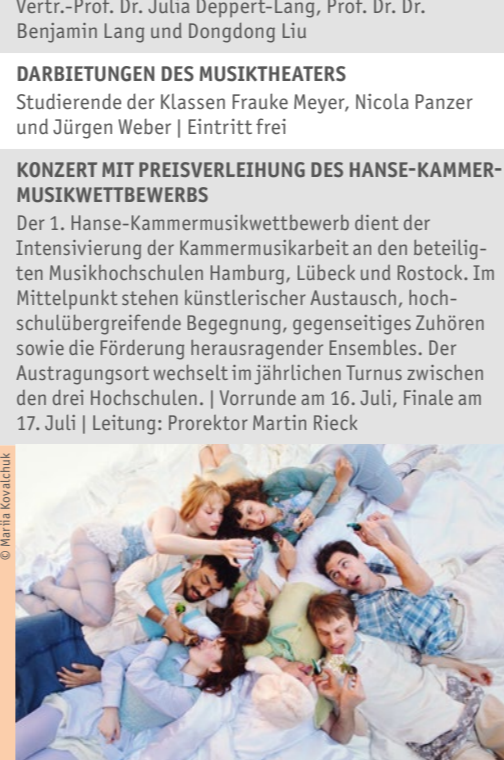 Vertr.-Prof. Dr. Julia Deppert-Lang, Prof. Dr. Dr.
Benjamin Lang und Dongdong Liu
DARBIETUNGEN DES MUSIKTHEATERS
Studierende der Klassen Frauke Meyer, Nicola Panzer
und Jürgen Weber | Eintritt frei
KONZERT MIT PREISVERLEIHUNG DES HANSE-KAMMER-
MUSIKWETTBEWERBS
Der 1. Hanse-Kammermusikwettbewerb dient der
Intensivierung der Kammermusikarbeit an den beteilig-
ten Musikhochschulen Hamburg, Lübeck und Rostock. Im
Mittelpunkt stehen künstlerischer Austausch, hoch-
schulübergreifende Begegnung, gegenseitiges Zuhören
sowie die Förderung herausragender Ensembles. Der
Austragungsort wechselt im jährlichen Turnus zwischen
den drei Hochschulen. | Vorrunde am 16. Juli, Finale am
17. Juli | Leitung: Prorektor Martin Rieck
© Mariia Kovalchuk